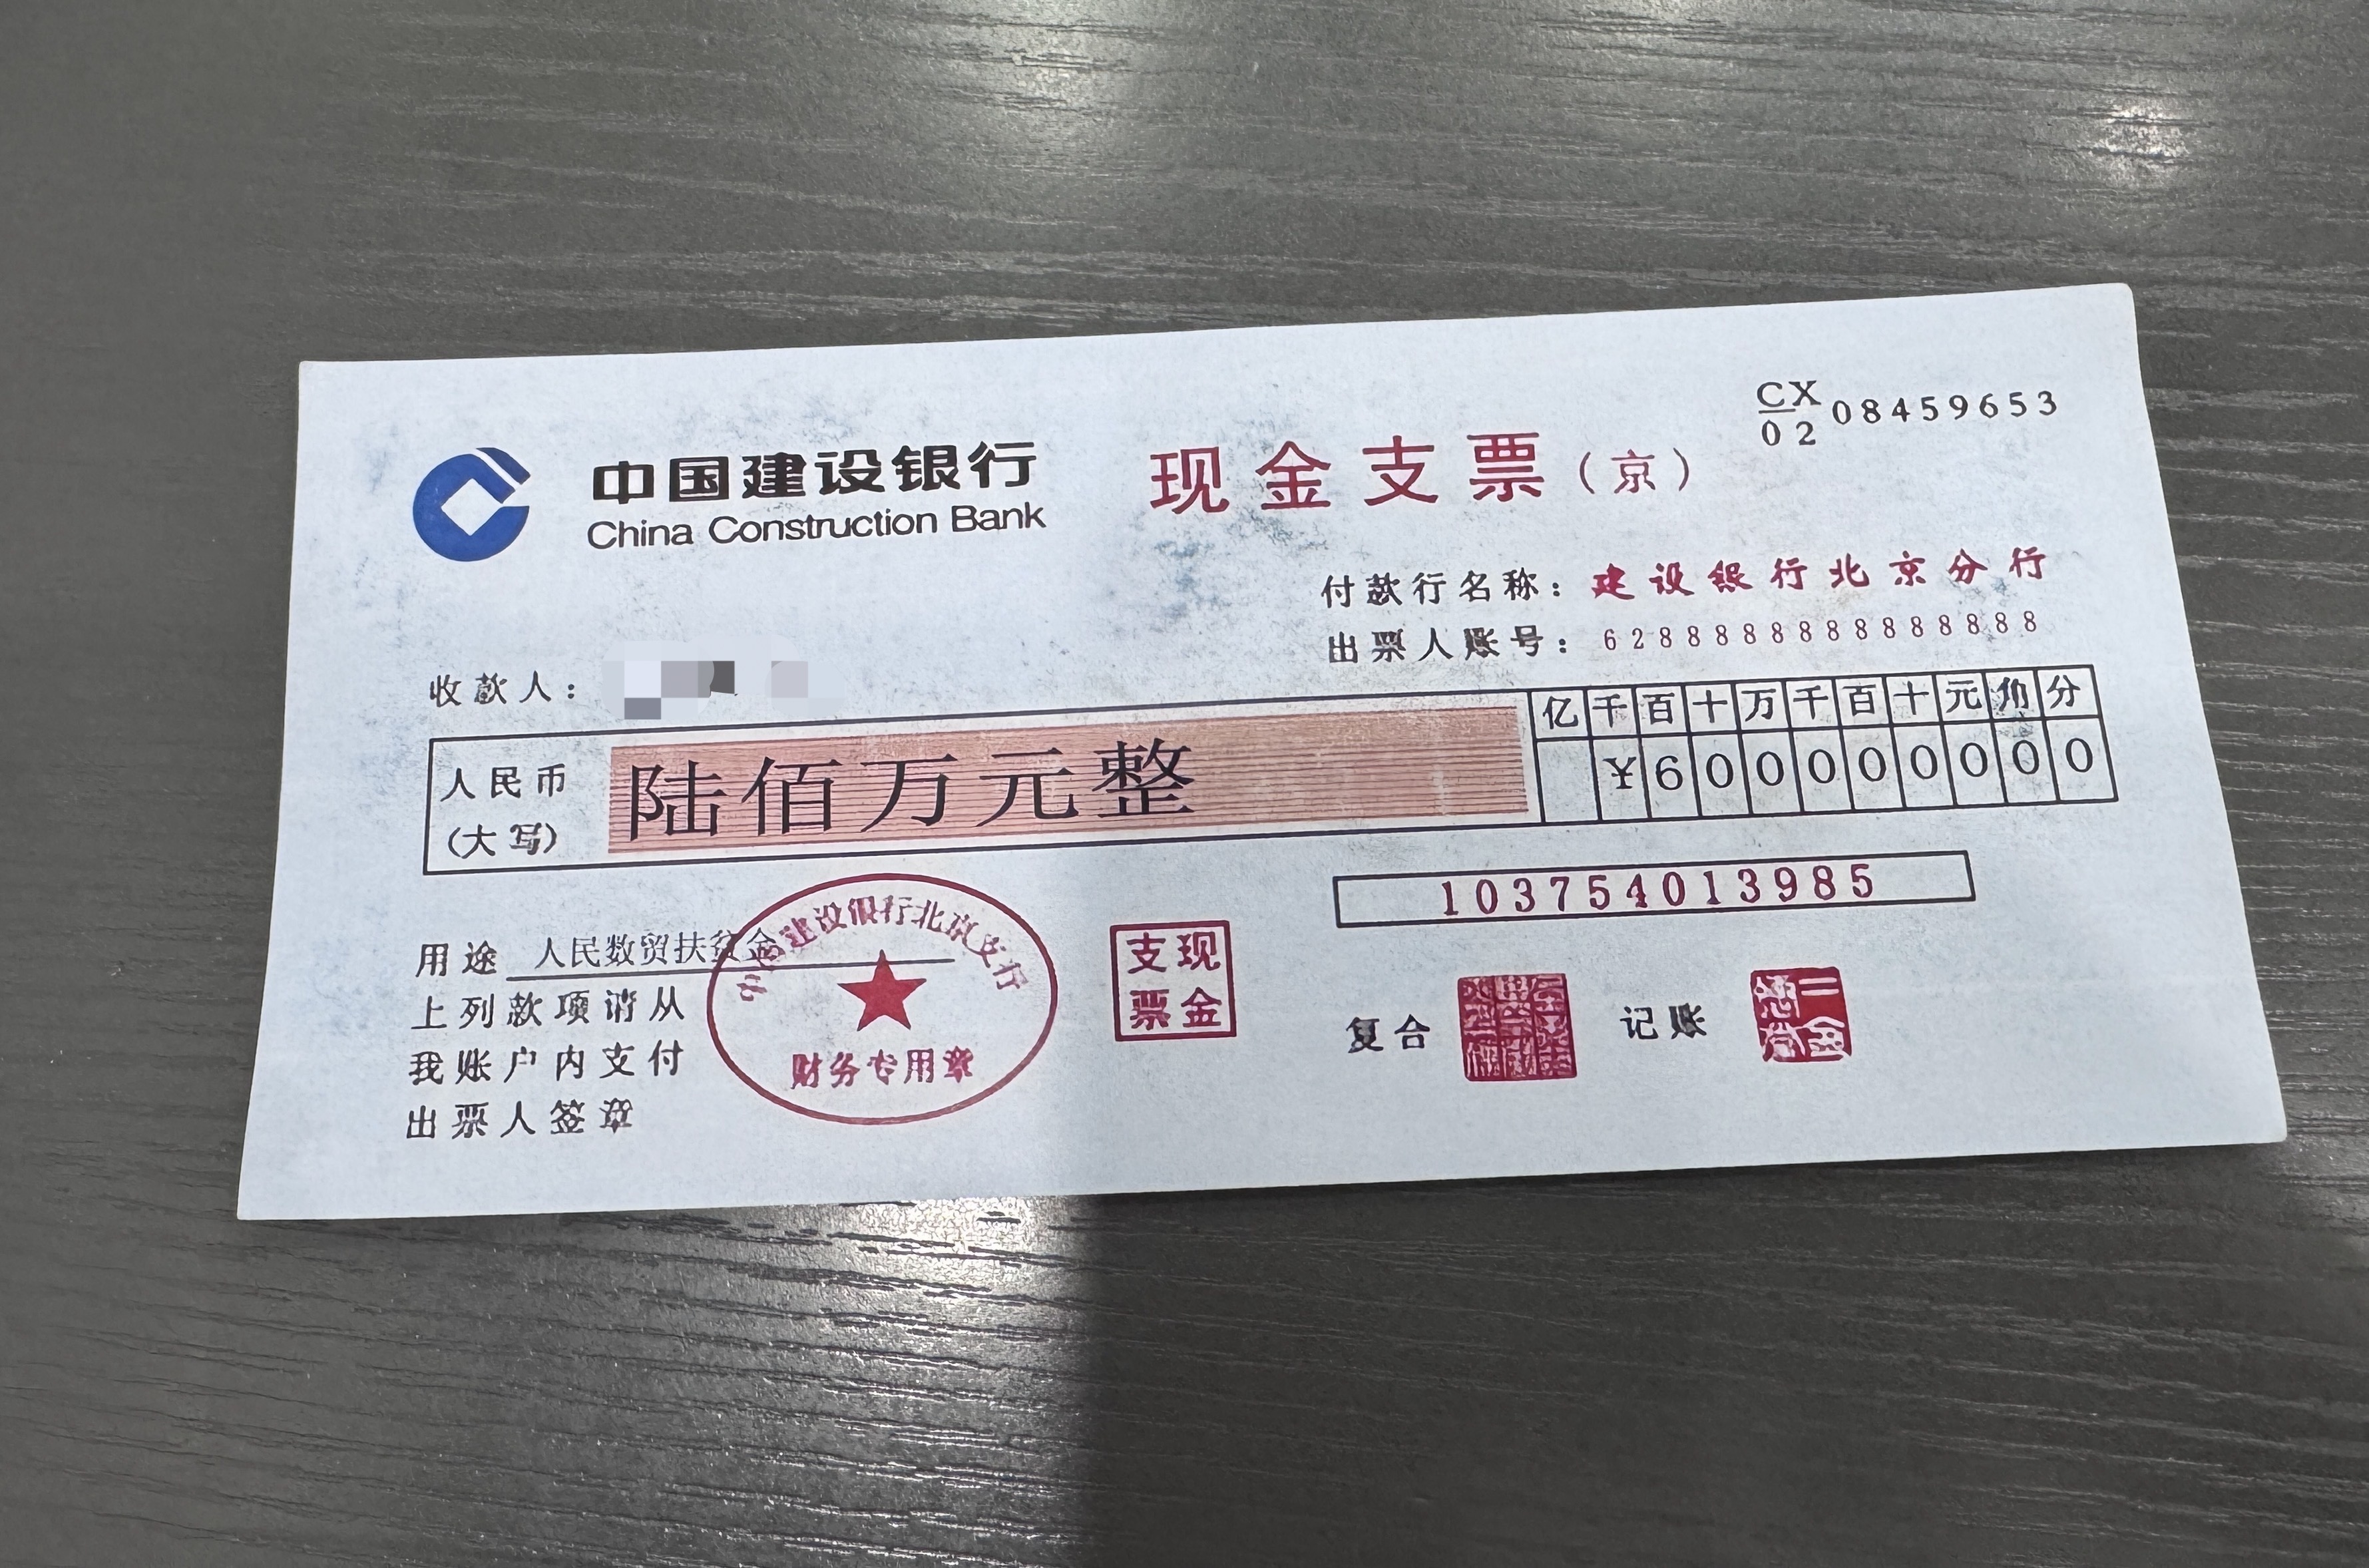 CX
02 08459653
中国建设银行 现金支票（京）
China Construction Bank
付款行名称：建设银行北京分行
出票人账号：6288888888888888
收款人：
亿千百十万千百十元角分
人民币
(大写)
陆佰万元整
¥600000000
103754013985
用途 人民数贸扶贫金
上列款项请从
我账户内支付
出票人签章
中国建设银行北京支行
财务专用章
现金
支票
复合
记账